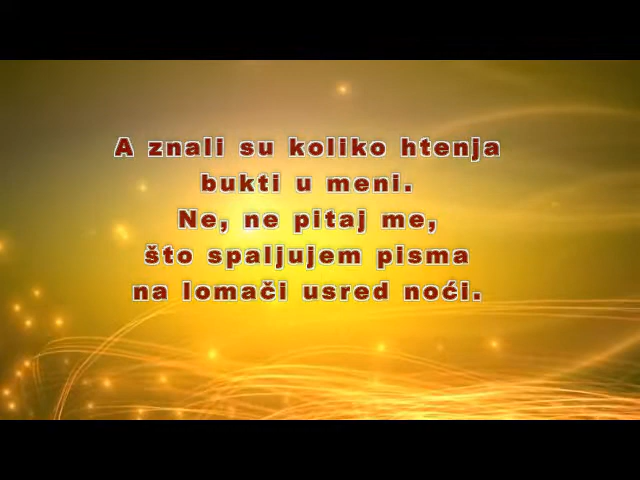 A znali su koliko htenja
bukti u meni.
Ne, ne pitaj me,
što spaljujem pisma
na lomači usred noći.